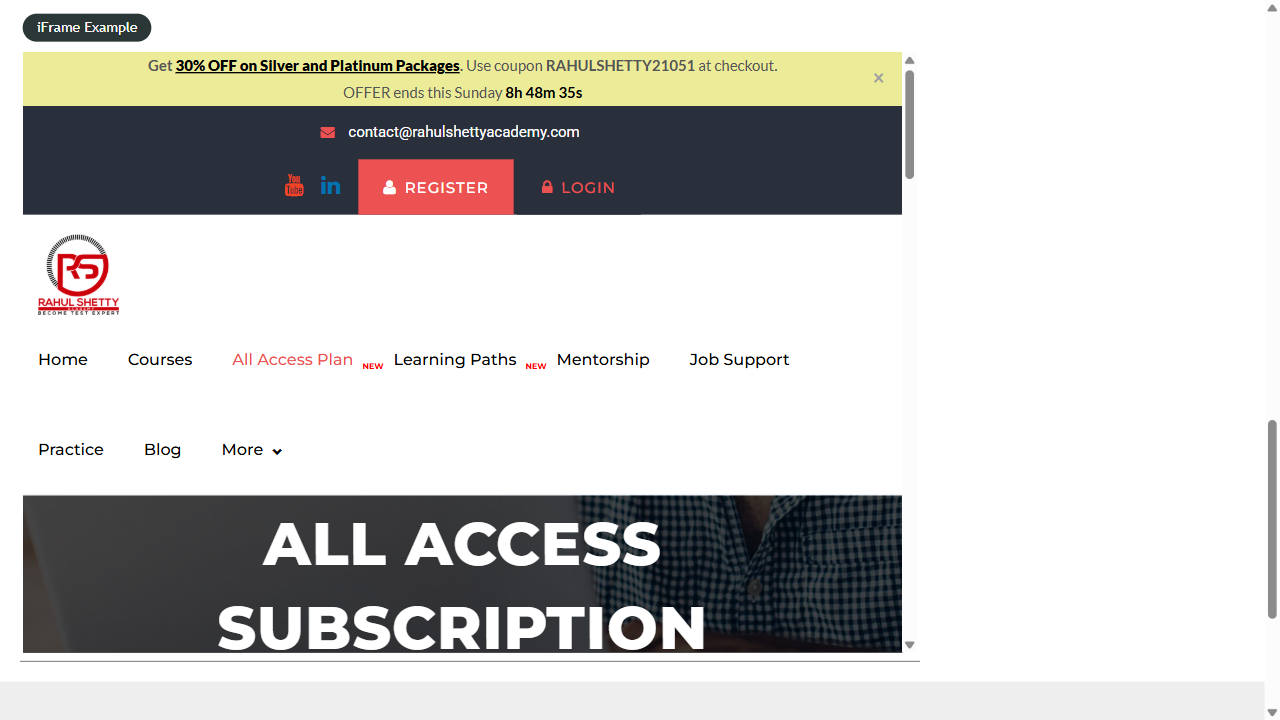 iFrame Example
Get 30% OFF on Silver and Platinum Packages. Use coupon RAHULSHETTY21051 at checkout.
OFFER ends this Sunday 8h 48m 35s
×
contact@rahulshettyacademy.com
You Tube in REGISTER LOGIN
RS
RAHUL SHETTY
ACADEMY
BECOME TEST EXPERT
Home Courses All Access Plan NEW Learning Paths NEW Mentorship Job Support
Practice Blog More
ALL ACCESS
SUBSCRIPTION